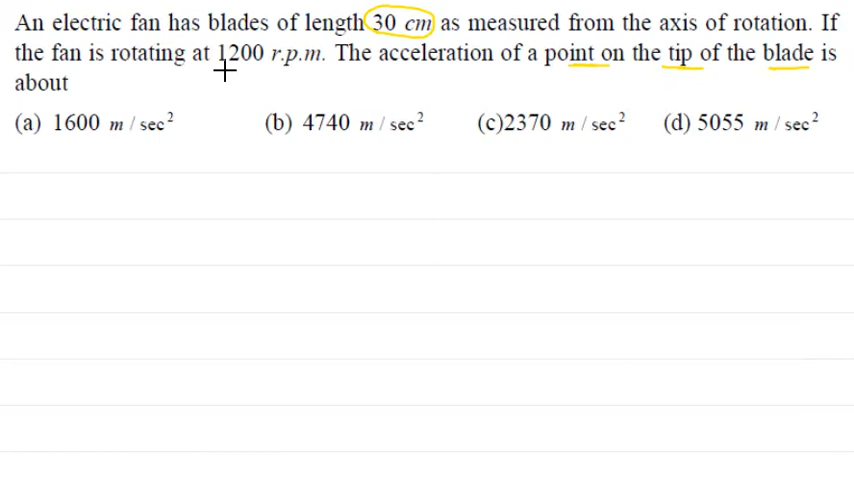 An electric fan has blades of length 30 cm as measured from the axis of rotation. If
the fan is rotating at 1200 r.p.m. The acceleration of a point on the tip of the blade is
about
(a) 1600 m / sec² (b) 4740 m / sec² (c)2370 m / sec² (d) 5055 m / sec²